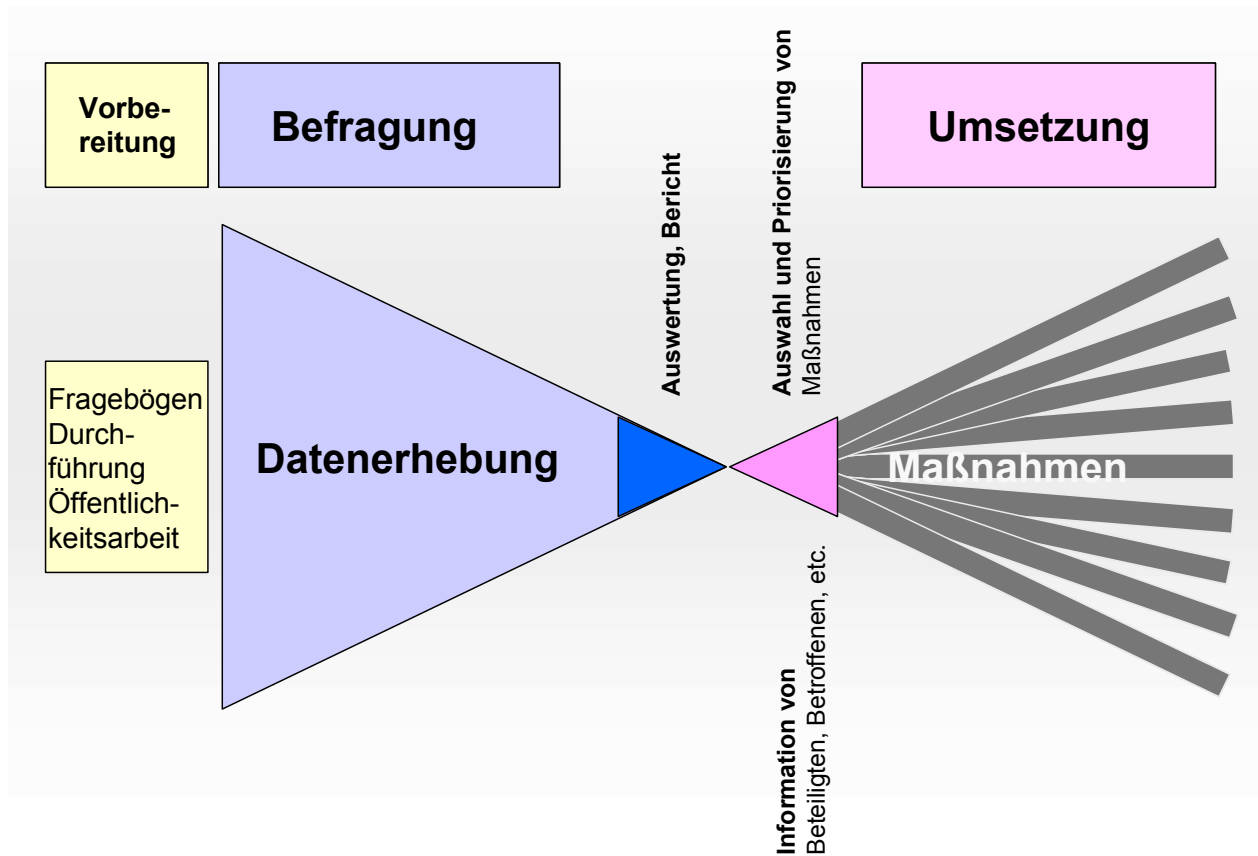 Vorbe-
reitung
Befragung
Umsetzung
Auswertung, Bericht
Auswahl und Priorisierung von
Maßnahmen
Fragebögen
Durch-
führung
Öffentlich-
keitsarbeit
Datenerhebung
Maßnahmen
Information von
Beteiligten, Betroffenen, etc.